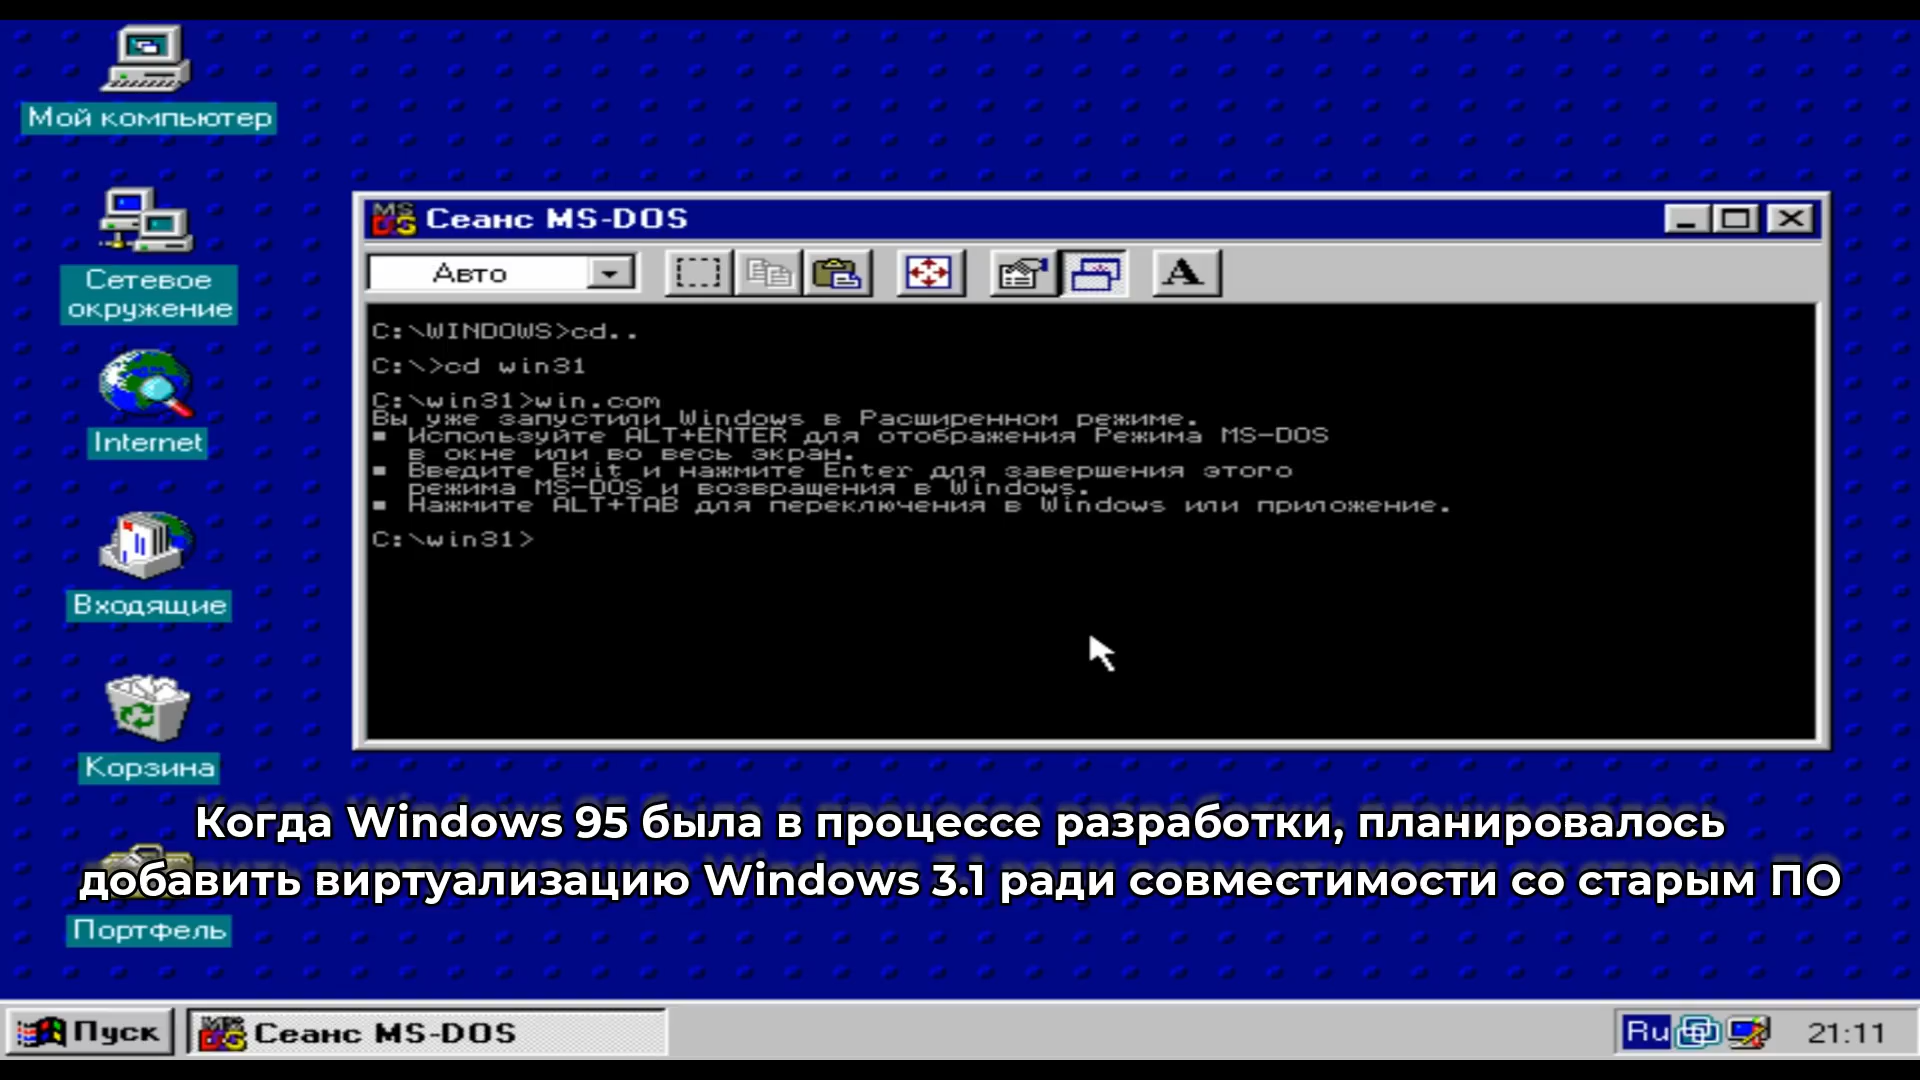 Мой компьютер
Сетевое
окружение
Internet
Входящие
Корзина
Портфель
Сеанс MS-DOS
Авто
C:\WINDOWS>cd..
C:\>cd win31
C:\win31>win.com
Вы уже запустили Windows в Расширенном режиме.
▪ Используйте ALT+ENTER для отображения Режима MS-DOS
в окне или во весь экран.
▪ Введите Exit и нажмите Enter для завершения этого
режима MS-DOS и возвращения в Windows.
▪ Нажмите ALT+TAB для переключения в Windows или приложение.
C:\win31>
Когда Windows 95 была в процессе разработки, планировалось
добавить виртуализацию Windows 3.1 ради совместимости со старым ПО
Пуск
Сеанс MS-DOS
Ru
21:11